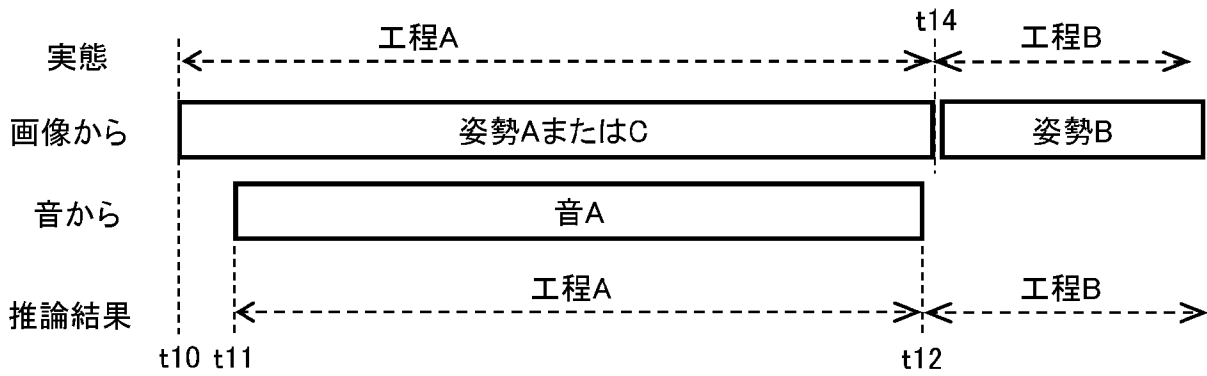 t14
実態 工程A 工程B
画像から 姿勢AまたはC 姿勢B
音から 音A
推論結果 工程A 工程B
t10 t11 t12